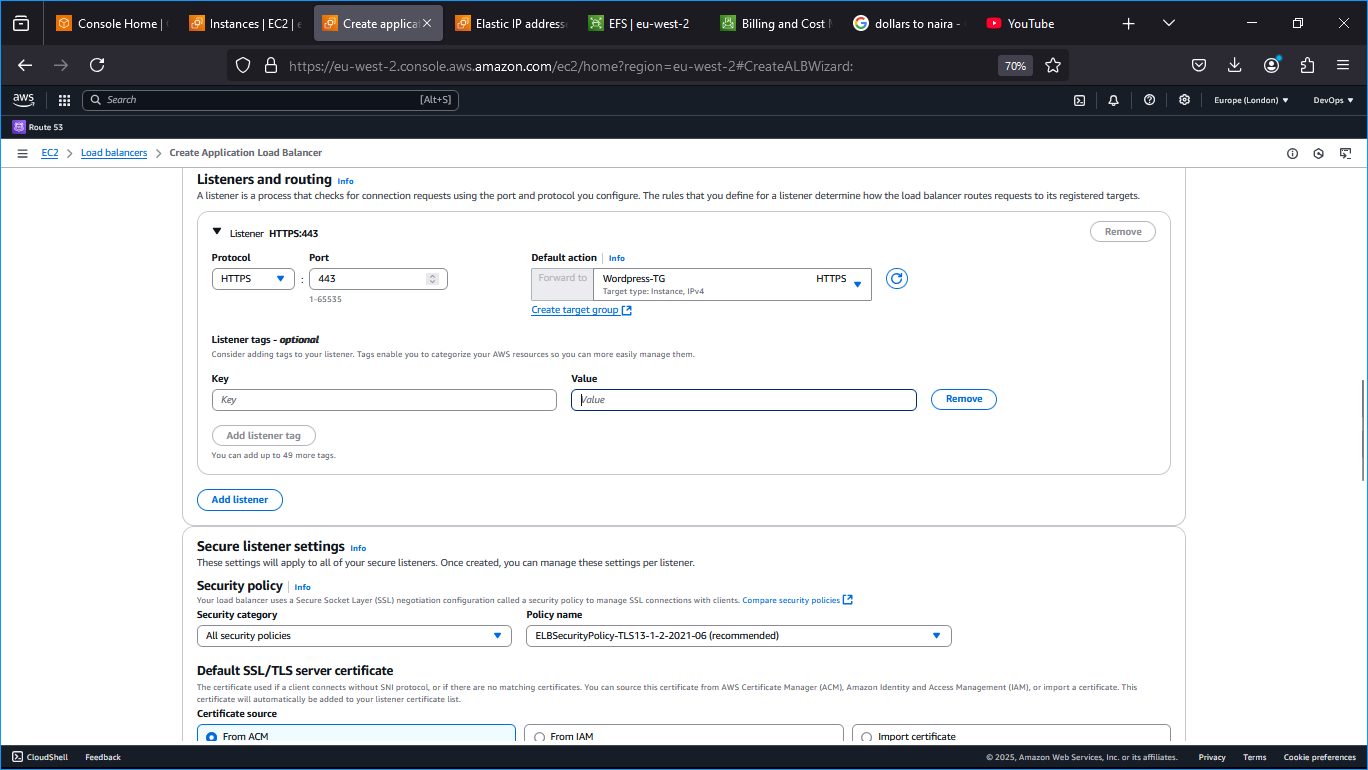 Console Home |
Instances | EC2 | e
Create applica
Elastic IP address
EFS | eu-west-2
Billing and Cost M
dollars to naira -
YouTube
https://eu-west-2.console.aws.amazon.com/ec2/home?region=eu-west-2#CreateALBWizard:
70%
aws
Search
[Alt+S]
Europe (London)
DevOps
Route 53
EC2
Load balancers
Create Application Load Balancer
Listeners and routing Info
A listener is a process that checks for connection requests using the port and protocol you configure. The rules that you define for a listener determine how the load balancer routes requests to its registered targets.
Listener HTTPS:443
Remove
Protocol
Port
Default action Info
HTTPS
:
443
Forward to
Wordpress-TG
HTTPS
Target type: Instance, IPv4
1-65535
Create target group
Listener tags - optional
Consider adding tags to your listener. Tags enable you to categorize your AWS resources so you can more easily manage them.
Key
Value
Key
Value
Remove
Add listener tag
You can add up to 49 more tags.
Add listener
Secure listener settings Info
These settings will apply to all of your secure listeners. Once created, you can manage these settings per listener.
Security policy Info
Your load balancer uses a Secure Socket Layer (SSL) negotiation configuration called a security policy to manage SSL connections with clients. Compare security policies
Security category
Policy name
All security policies
ELBSecurityPolicy-TLS13-1-2-2021-06 (recommended)
Default SSL/TLS server certificate
The certificate used if a client connects without SNI protocol, or if there are no matching certificates. You can source this certificate from AWS Certificate Manager (ACM), Amazon Identity and Access Management (IAM), or import a certificate. This
certificate will automatically be added to your listener certificate list.
Certificate source
From ACM
From IAM
Import certificate
CloudShell
Feedback
© 2025, Amazon Web Services, Inc. or its affiliates.
Privacy
Terms
Cookie preferences